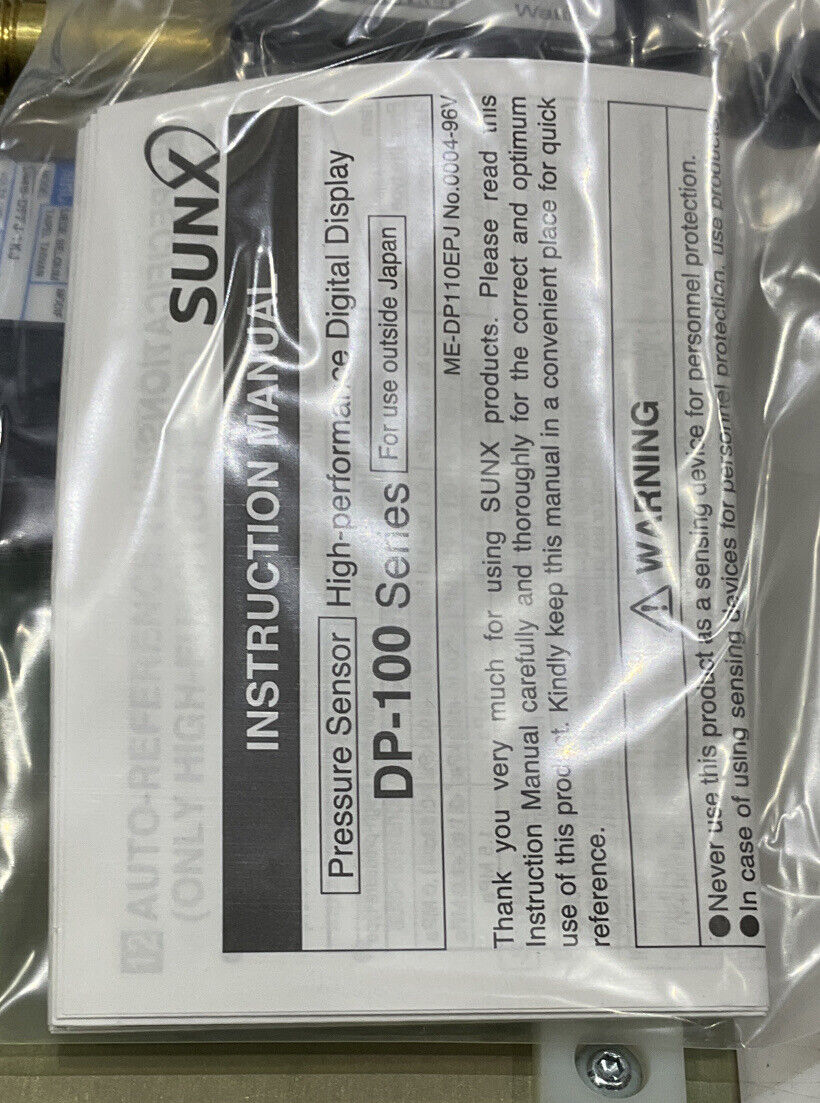 SUNX
INSTRUCTION MANUAL
Pressure Sensor High-performance Digital Display
DP-100 Series For use outside Japan
ME-DP110EPJ No.0004-96V
Thank you very much for using SUNX products. Please read this
Instruction Manual carefully and thoroughly for the correct and optimum
use of this product. Kindly keep this manual in a convenient place for quick
reference.
⚠ WARNING
●Never use this product as a sensing device for personnel protection.
●In case of using sensing devices for personnel protection, use products
12 AUTO-REFEREN
(ONLY HIGH